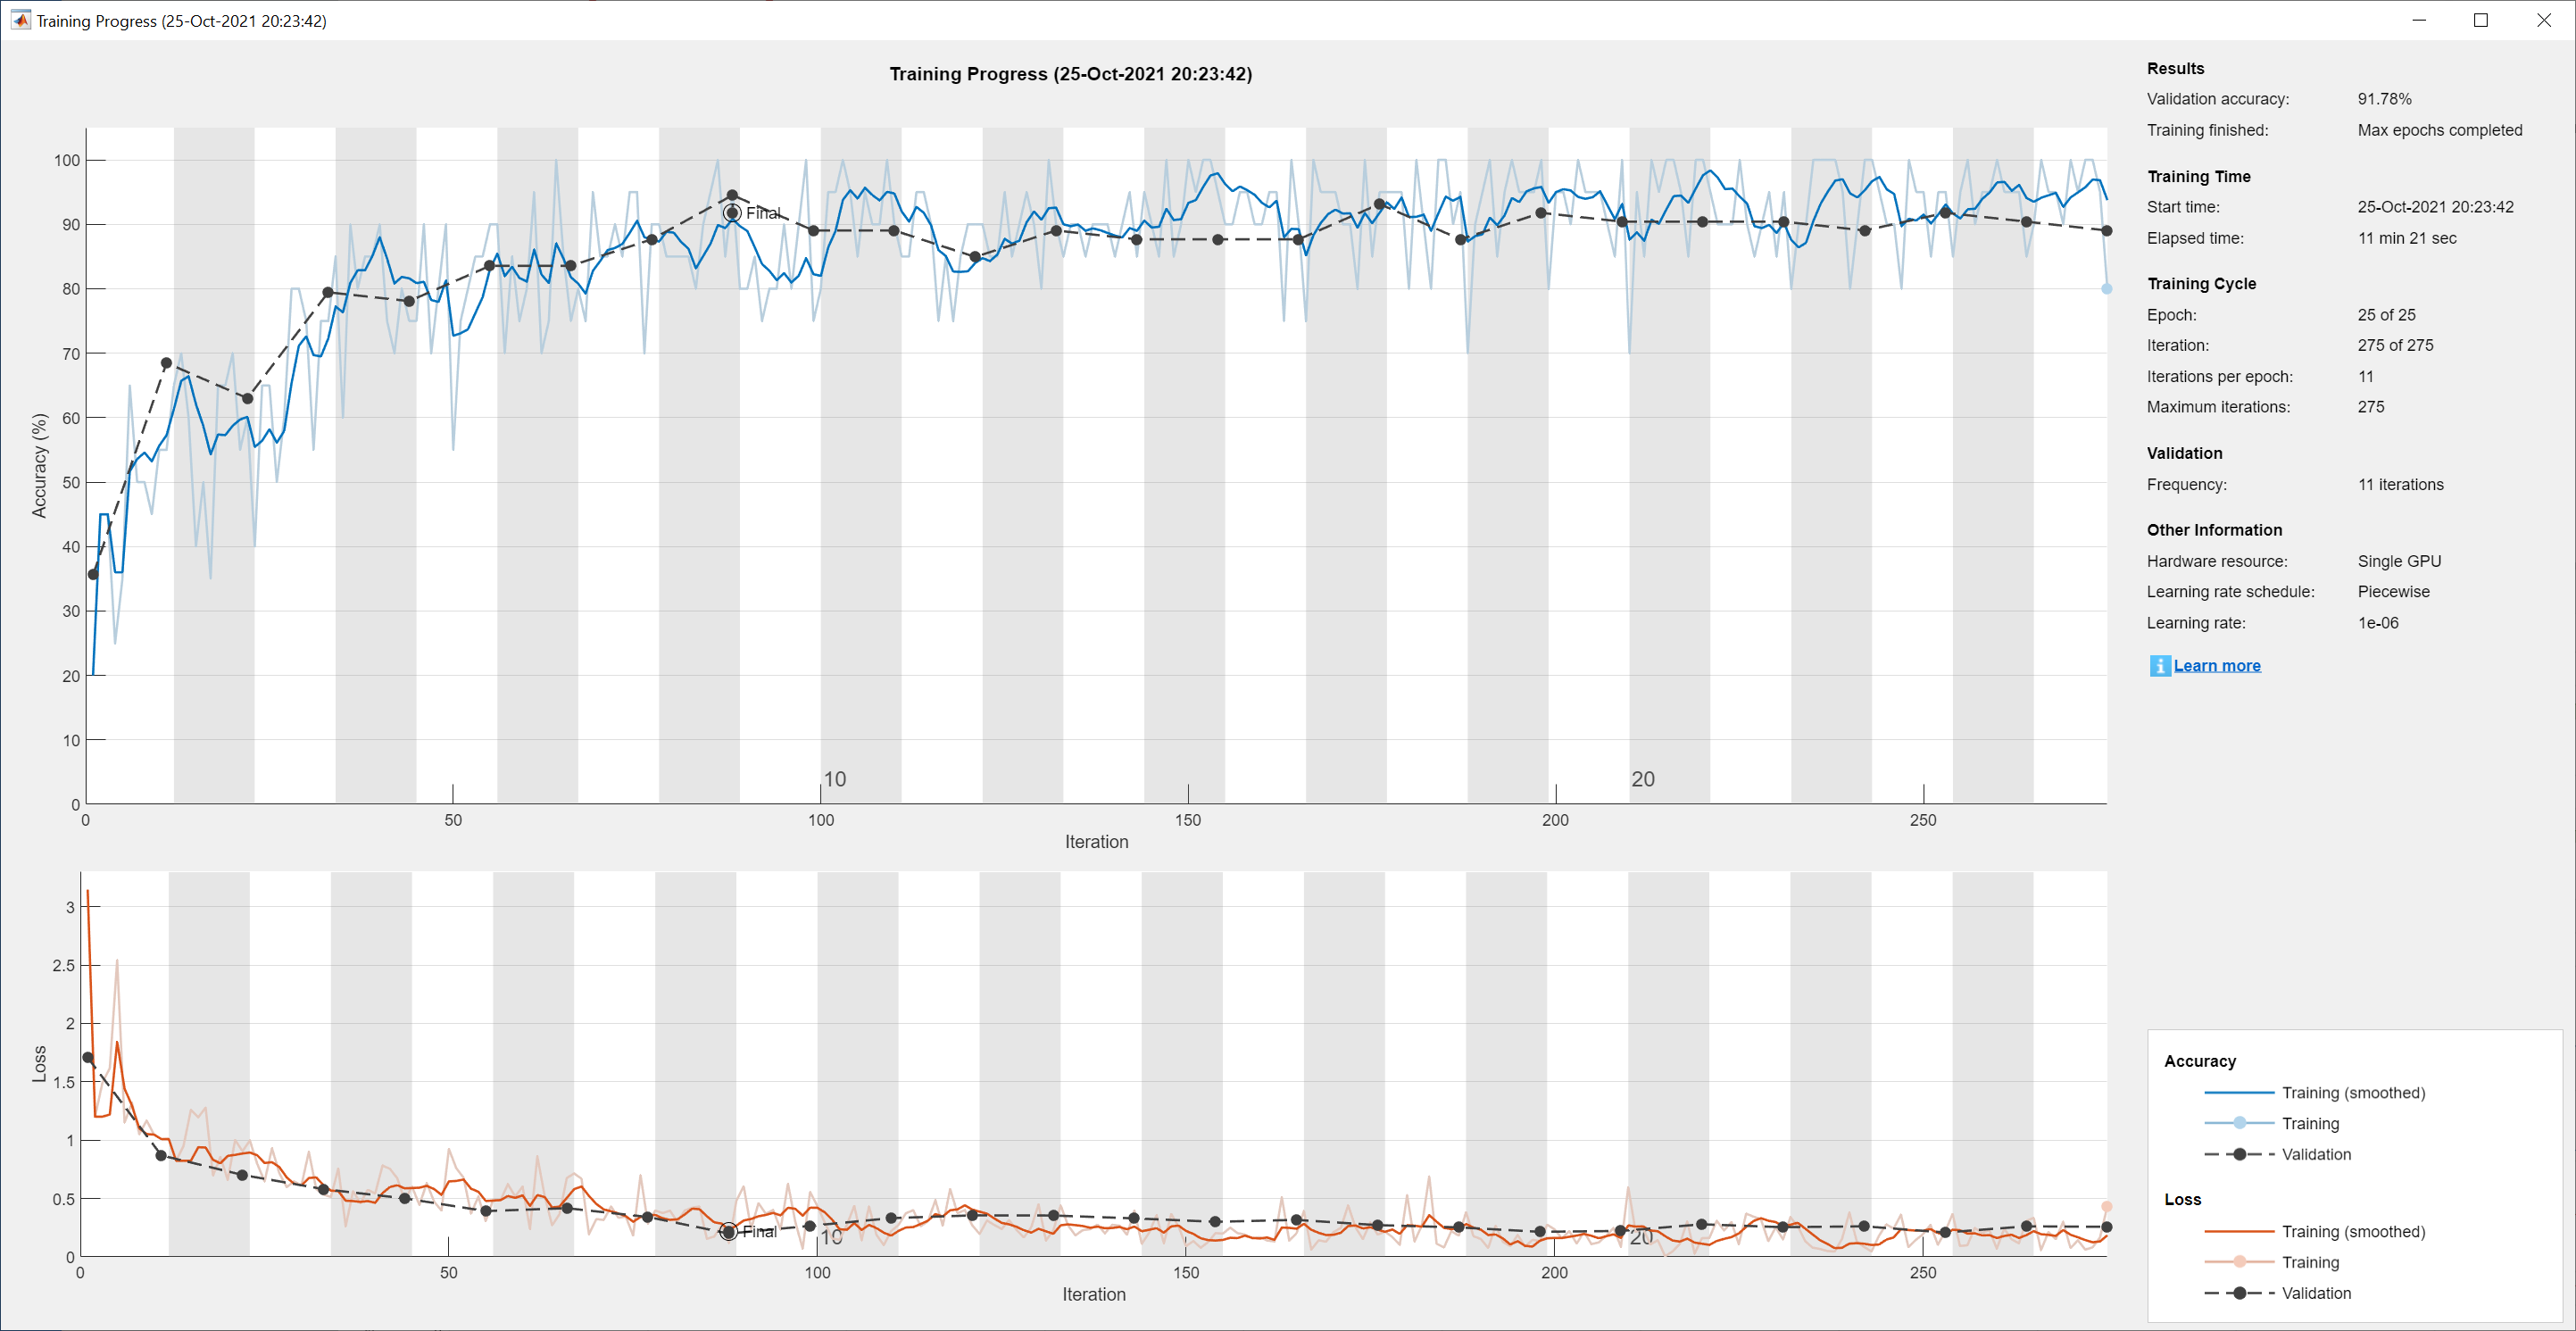 Training Progress (25-Oct-2021 20:23:42)
Training Progress (25-Oct-2021 20:23:42)
Accuracy (%)
100
90
80
70
60
50
40
30
20
10
0
Final
10
20
0 50 100 150 200 250
Iteration
Loss
3
2.5
2
1.5
1
0.5
0
Final
10
20
0 50 100 150 200 250
Iteration
Results
Validation accuracy: 91.78%
Training finished: Max epochs completed
Training Time
Start time: 25-Oct-2021 20:23:42
Elapsed time: 11 min 21 sec
Training Cycle
Epoch: 25 of 25
Iteration: 275 of 275
Iterations per epoch: 11
Maximum iterations: 275
Validation
Frequency: 11 iterations
Other Information
Hardware resource: Single GPU
Learning rate schedule: Piecewise
Learning rate: 1e-06
i Learn more
Accuracy
Training (smoothed)
Training
Validation
Loss
Training (smoothed)
Training
Validation